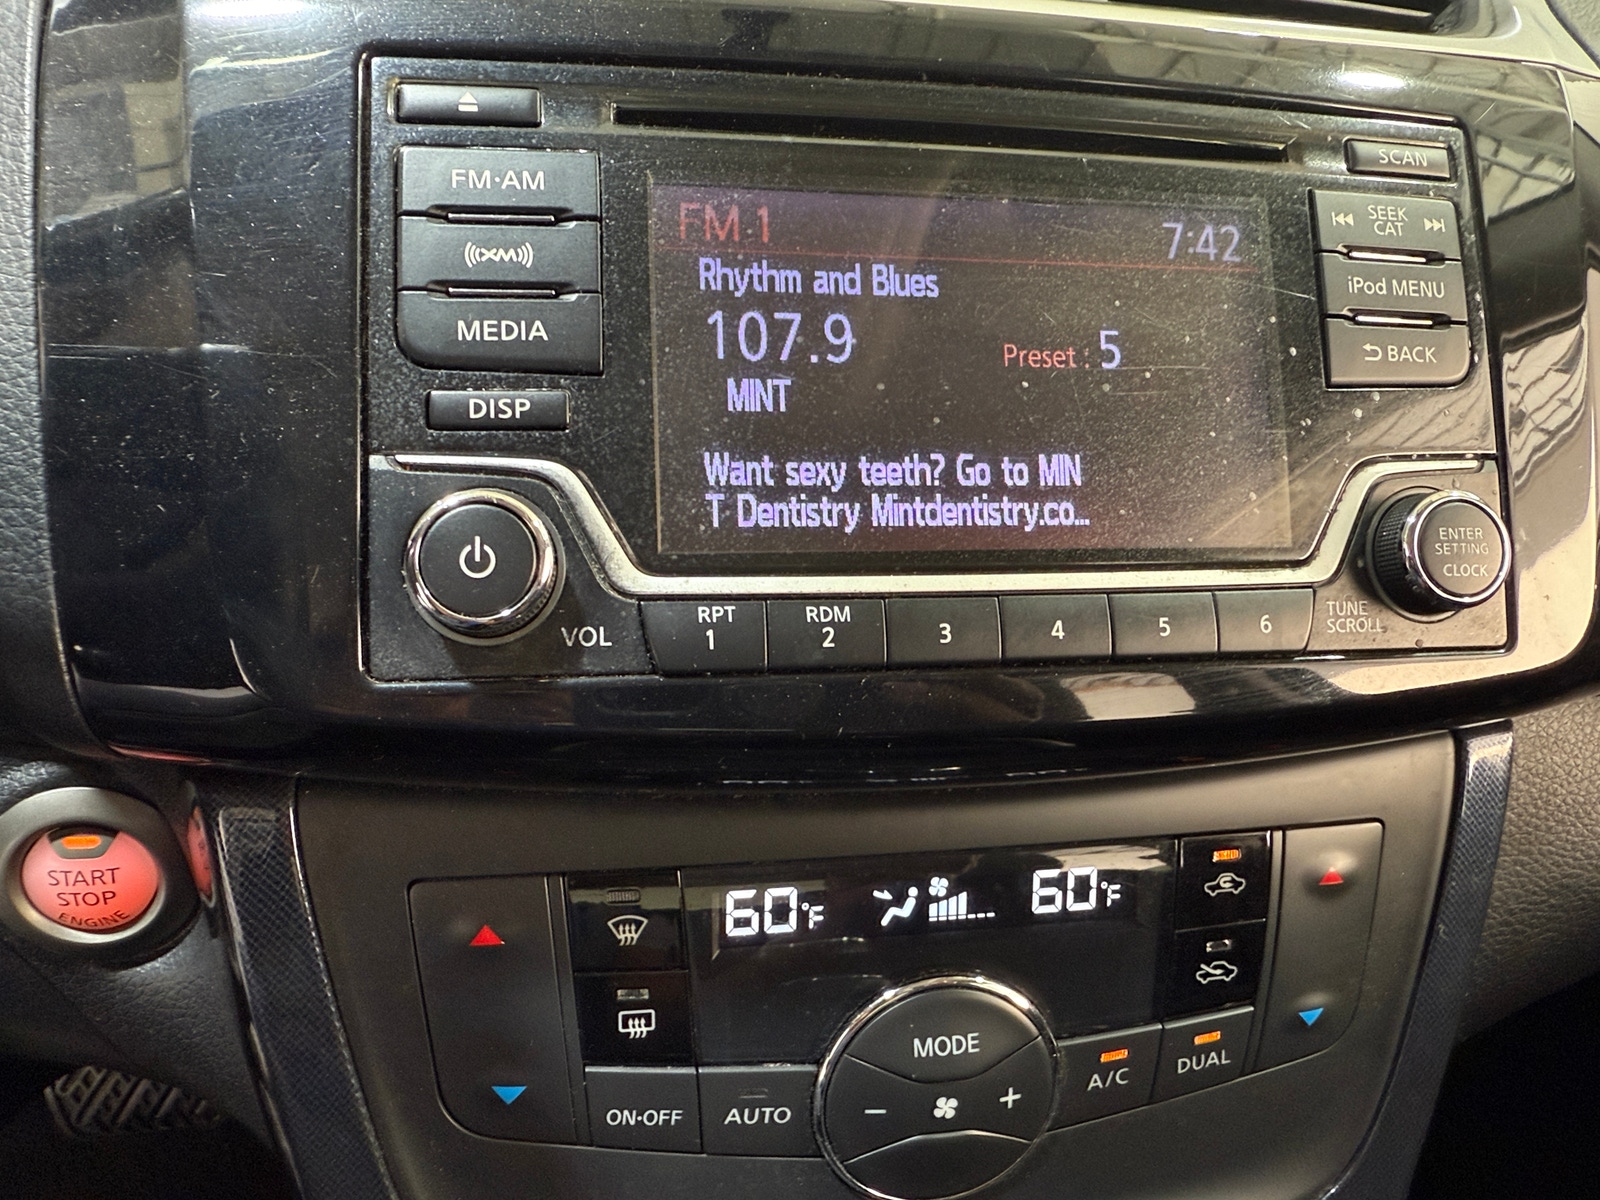 SCAN
FM·AM
SEEK
CAT
FM 1
7:42
XM
Rhythm and Blues
iPod MENU
107.9
MEDIA
Preset : 5
BACK
MINT
DISP
Want sexy teeth? Go to MIN
T Dentistry Mintdentistry.co...
ENTER
SETTING
CLOCK
VOL
RPT
1
RDM
2
3
4
5
6
TUNE
SCROLL
START
STOP
ENGINE
60°F
60°F
MODE
A/C
DUAL
ON·OFF
AUTO
- +